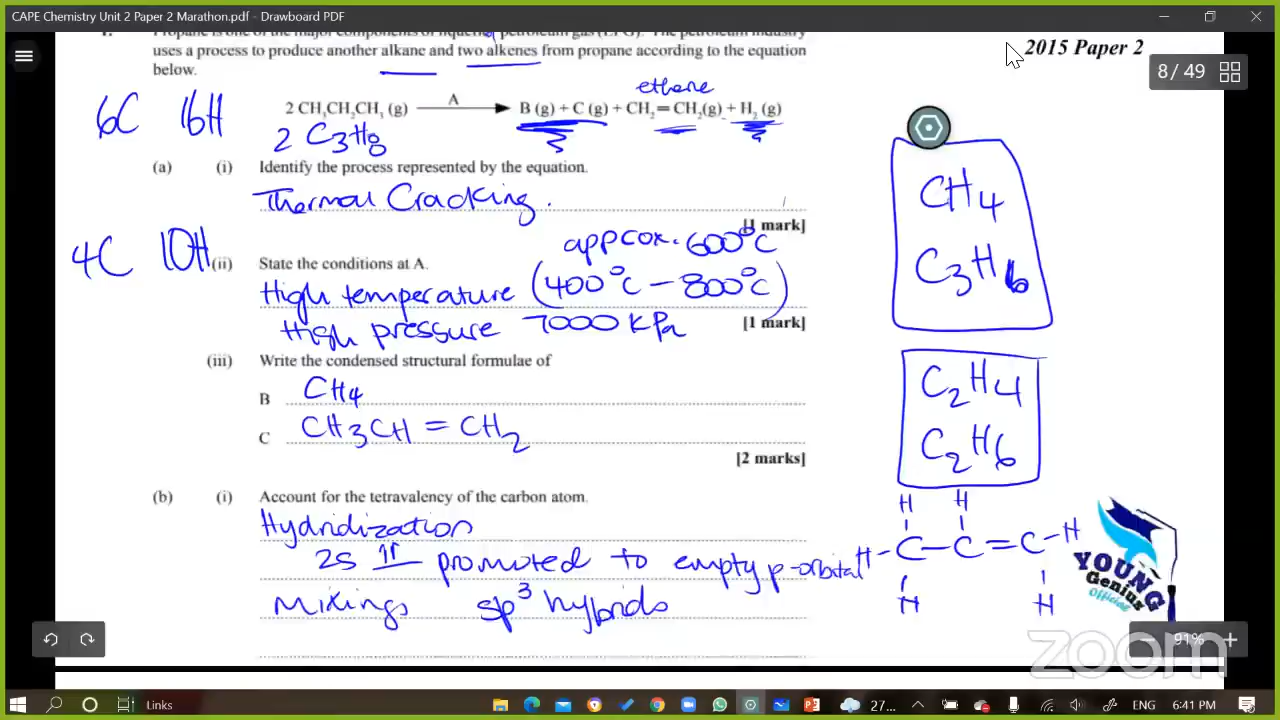 CAPE Chemistry Unit 2 Paper 2 Marathon.pdf - Drawboard PDF
uses a process to produce another alkane and two alkenes from propane according to the equation
below.
2015 Paper 2
8 / 49
6C 16H
ethene
2 CH₃CH₂CH₃ (g) A B (g) + C (g) + CH₂ = CH₂(g) + H₂ (g)
2 C₃H₈
(a) (i) Identify the process represented by the equation.
Thermal Cracking.
[1 mark]
4C 10H
approx. 600°C
(ii) State the conditions at A.
High temperature (400°C - 800°C)
High pressure 7000 KPa
[1 mark]
(iii) Write the condensed structural formulae of
B CH₄
C CH₃CH = CH₂
[2 marks]
(b) (i) Account for the tetravalency of the carbon atom.
Hydridization
2s 1l promoted to empty p-orbital
Mixings sp³ hybrids
CH₄
C₃H₆
C₂H₄
C₂H₆
H H
H - C - C = C - H
H H
YOUNG
Genius
Official
91%
zoom
Links
27...
ENG 6:41 PM